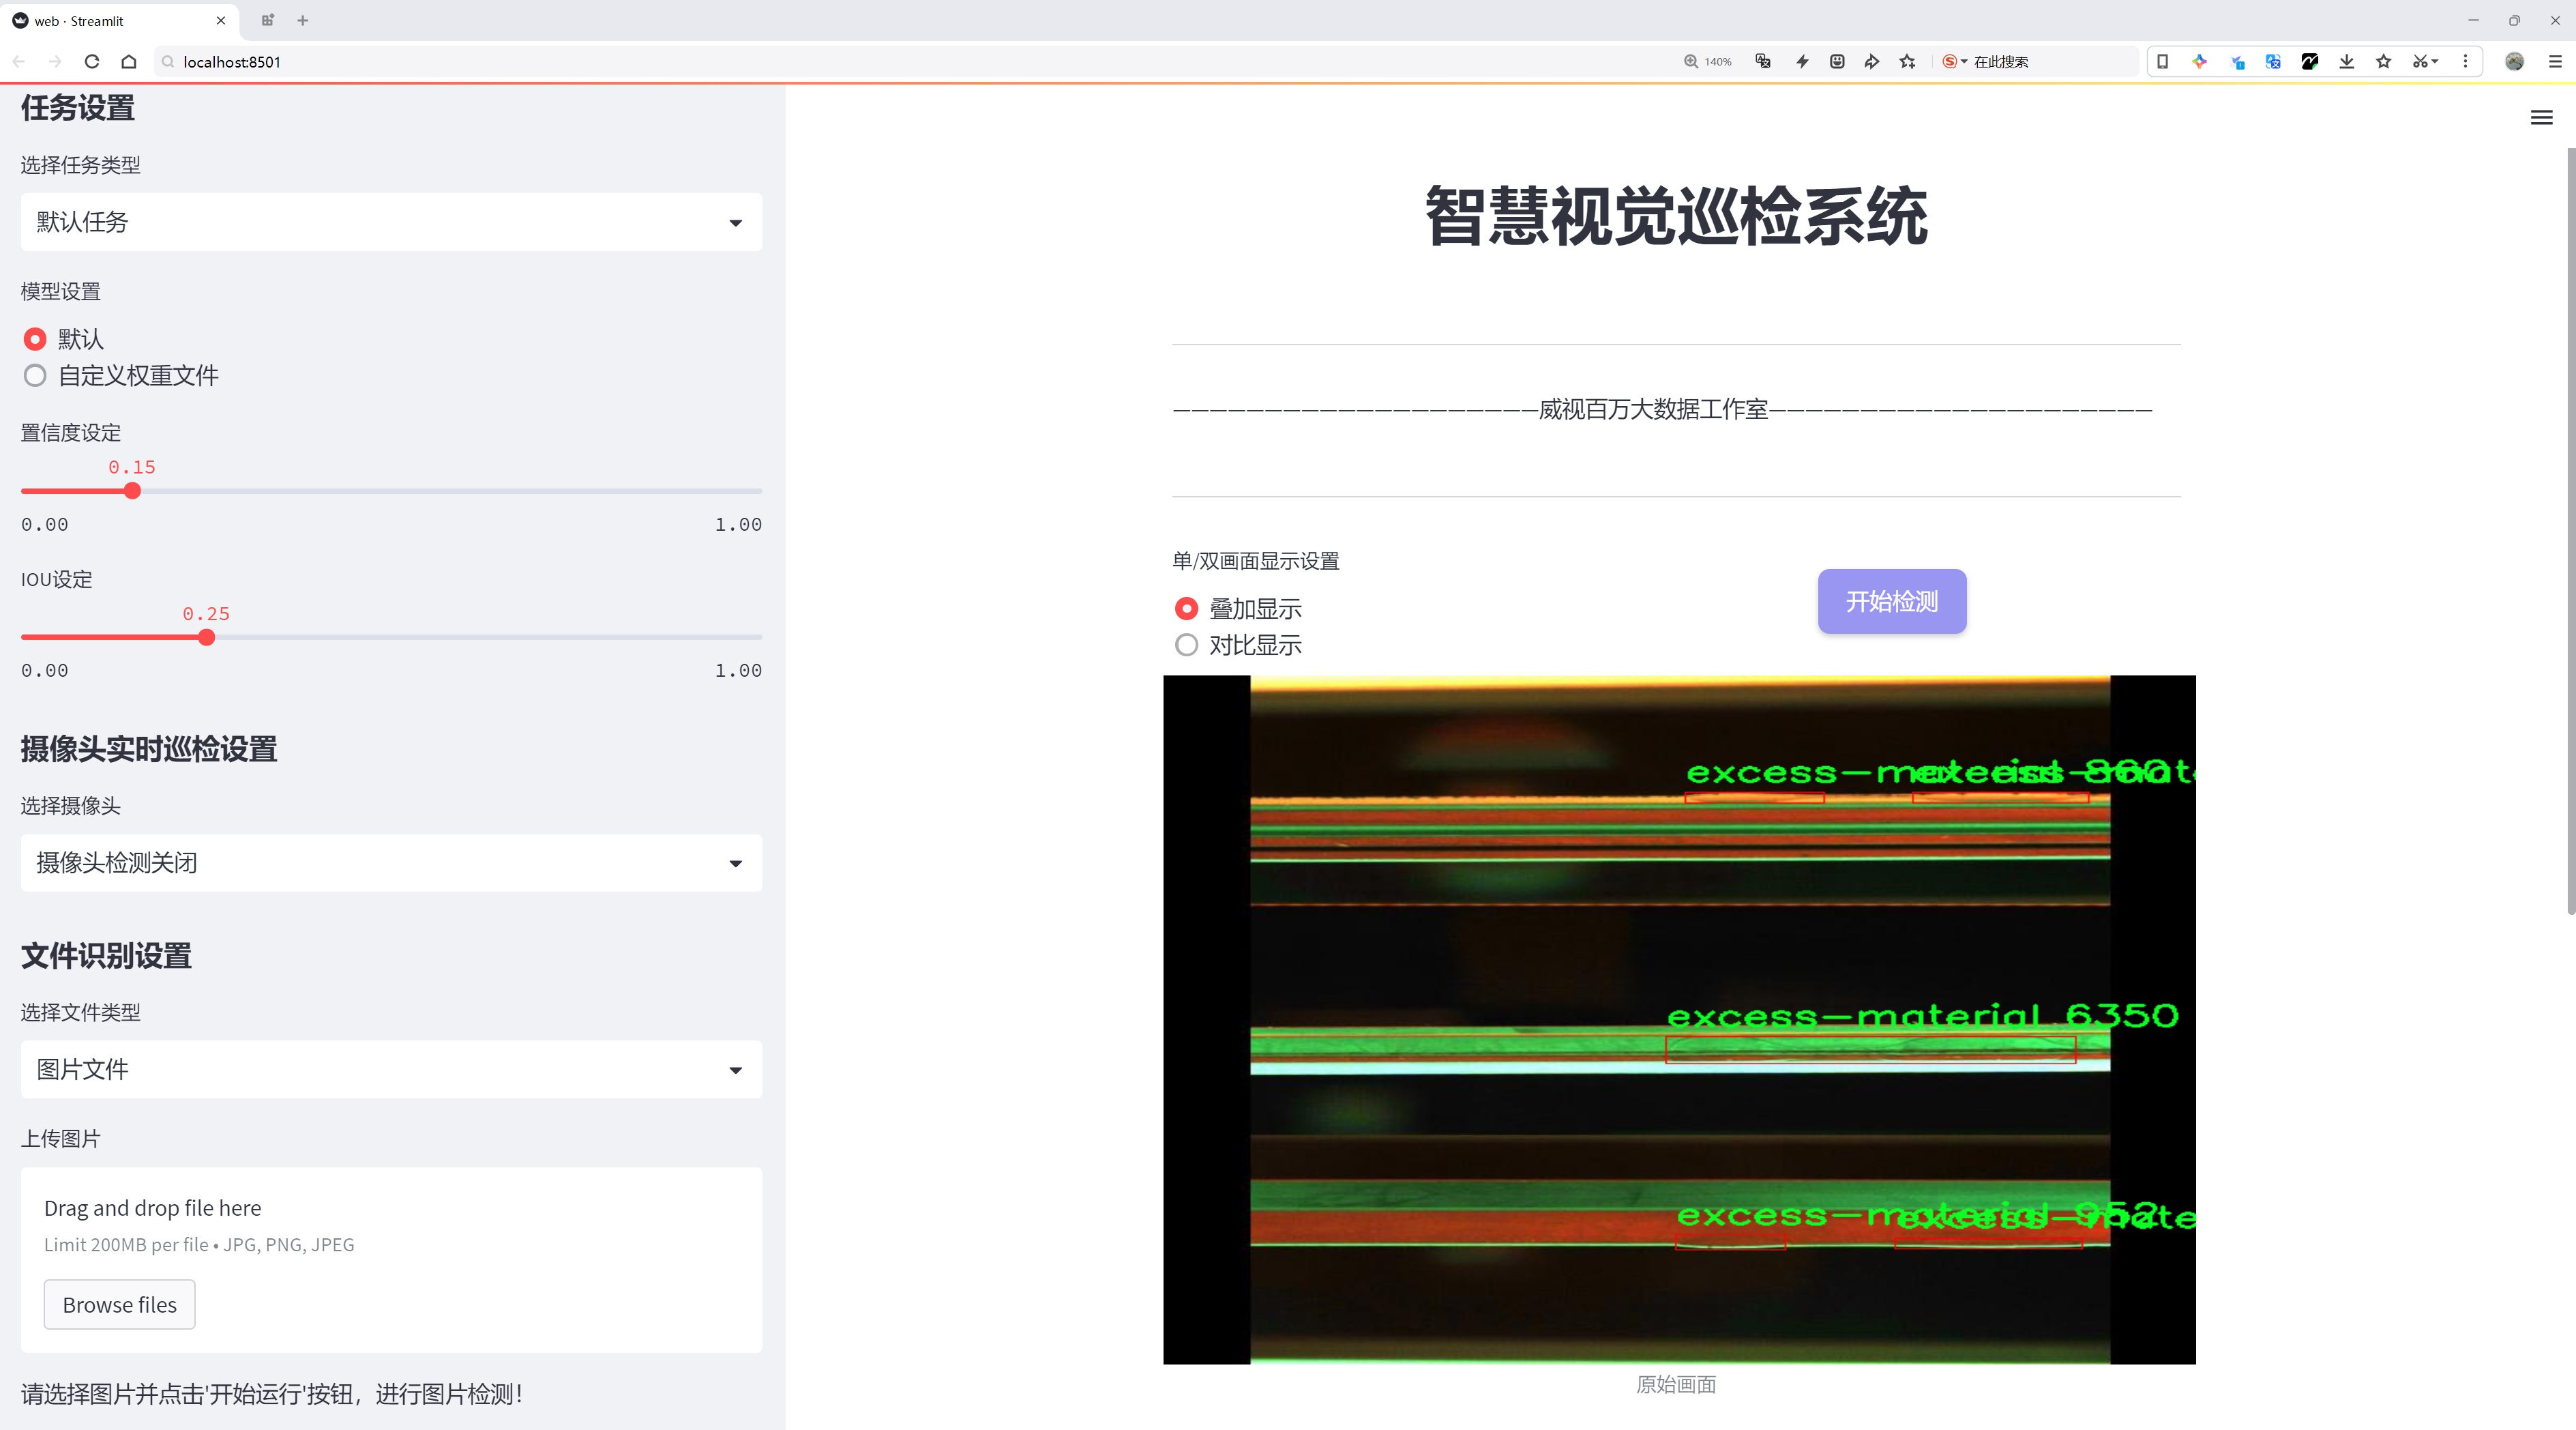 web · Streamlit
localhost:8501
140%
在此搜索
任务设置
选择任务类型
默认任务
模型设置
默认
自定义权重文件
置信度设定
0.15
0.00 1.00
IOU设定
0.25
0.00 1.00
摄像头实时巡检设置
选择摄像头
摄像头检测关闭
文件识别设置
选择文件类型
图片文件
上传图片
Drag and drop file here
Limit 200MB per file • JPG, PNG, JPEG
Browse files
请选择图片并点击'开始运行'按钮，进行图片检测！
智慧视觉巡检系统
————————————————————威视百万大数据工作室—————————————————————
单/双画面显示设置
叠加显示
对比显示
开始检测
excess-material
excess-material 6350
excess-material 952
原始画面